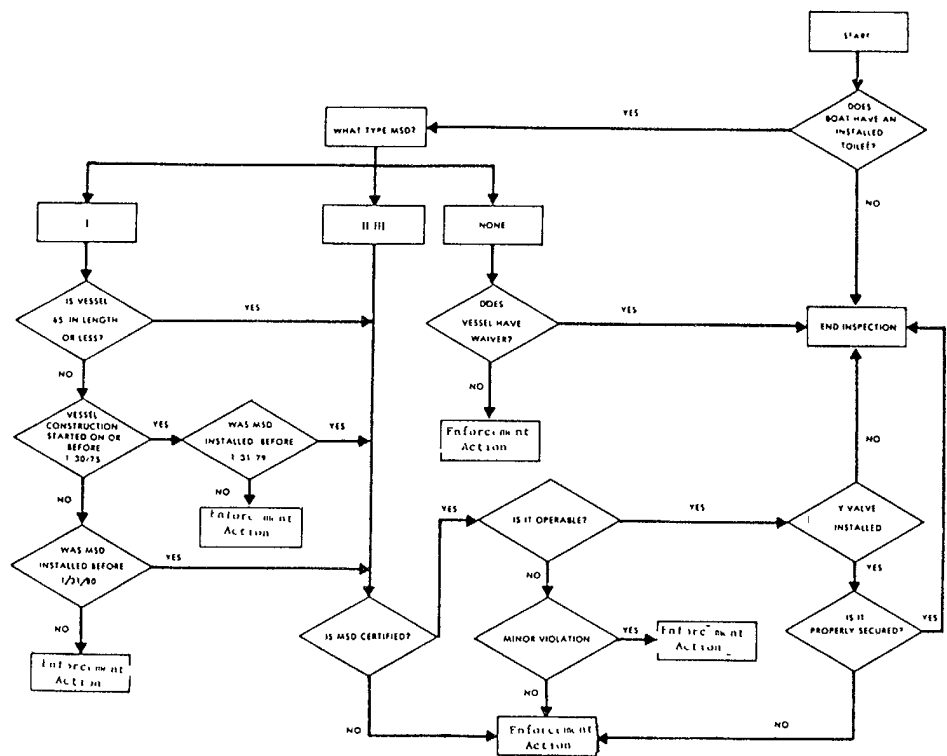 START
DOES
BOAT HAVE AN
INSTALLED
TOILET?
YES
WHAT TYPE MSD?
NO
I
II III
NONE
IS VESSEL
65 IN LENGTH
OR LESS?
YES
DOES
VESSEL HAVE
WAIVER?
YES
END INSPECTION
NO
NO
VESSEL
CONSTRUCTION
STARTED ON OR
BEFORE
1 30/75
YES
WAS MSD
INSTALLED BEFORE
1 31 79
YES
Enforcement
Action
NO
NO
NO
Enforcement
Action
YES
IS IT OPERABLE?
YES
Y VALVE
INSTALLED
WAS MSD
INSTALLED BEFORE
1/31/80
YES
NO
YES
NO
IS MSD CERTIFIED?
MINOR VIOLATION
YES
Enforcement
Action
IS IT
PROPERLY SECURED?
YES
Enforcement
Action
NO
NO
Enforcement
Action
NO